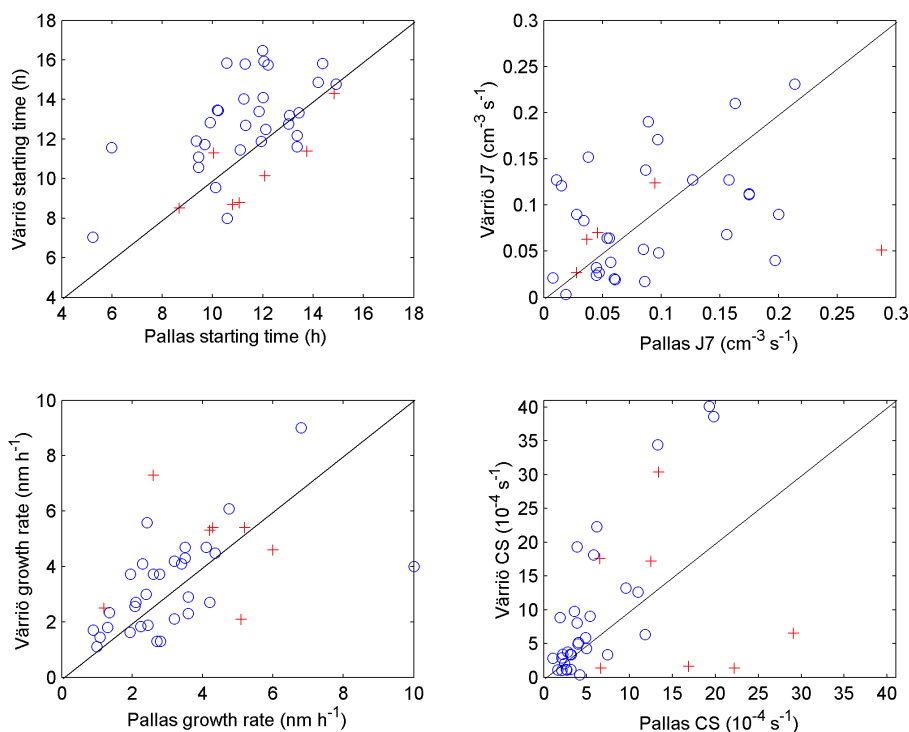 18
16
14
12
10
8
6
4
Värriö starting time (h)
4 6 8 10 12 14 16 18
Pallas starting time (h)
0.3
0.25
0.2
0.15
0.1
0.05
0
Värriö J7 (cm⁻³ s⁻¹)
0 0.05 0.1 0.15 0.2 0.25 0.3
Pallas J7 (cm⁻³ s⁻¹)
10
8
6
4
2
0
Värriö growth rate (nm h⁻¹)
0 2 4 6 8 10
Pallas growth rate (nm h⁻¹)
40
35
30
25
20
15
10
5
0
Värriö CS (10⁻⁴ s⁻¹)
0 5 10 15 20 25 30 35 40
Pallas CS (10⁻⁴ s⁻¹)